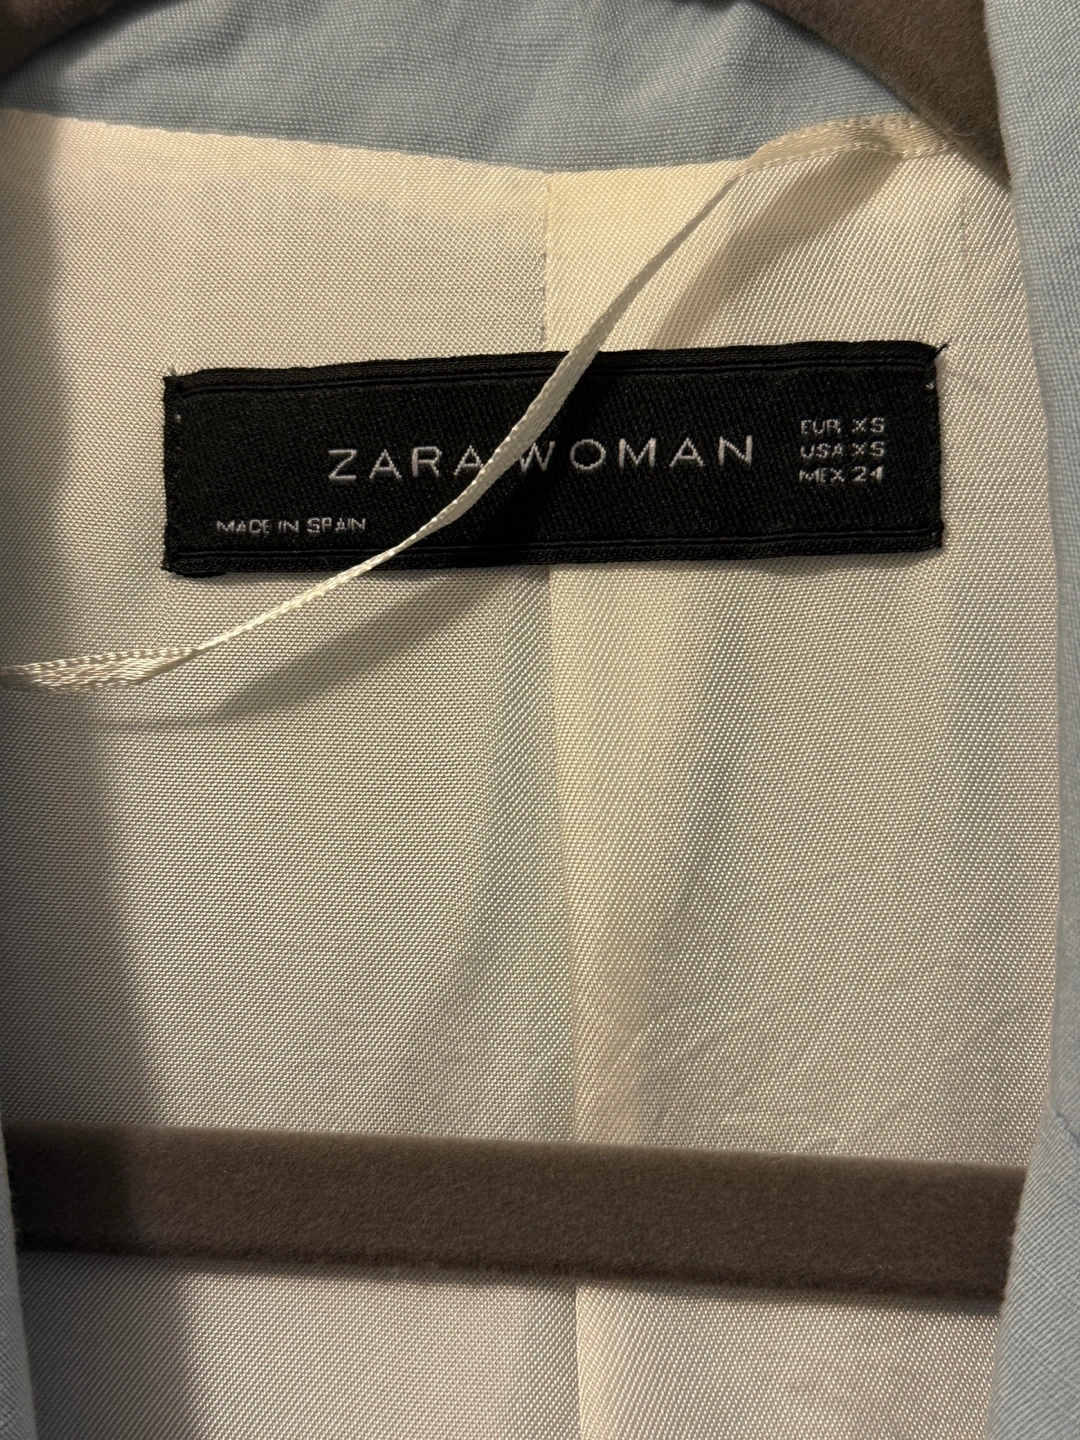 ZARA WOMAN
EUR XS
USA XS
MEX 24
MADE IN SPAIN